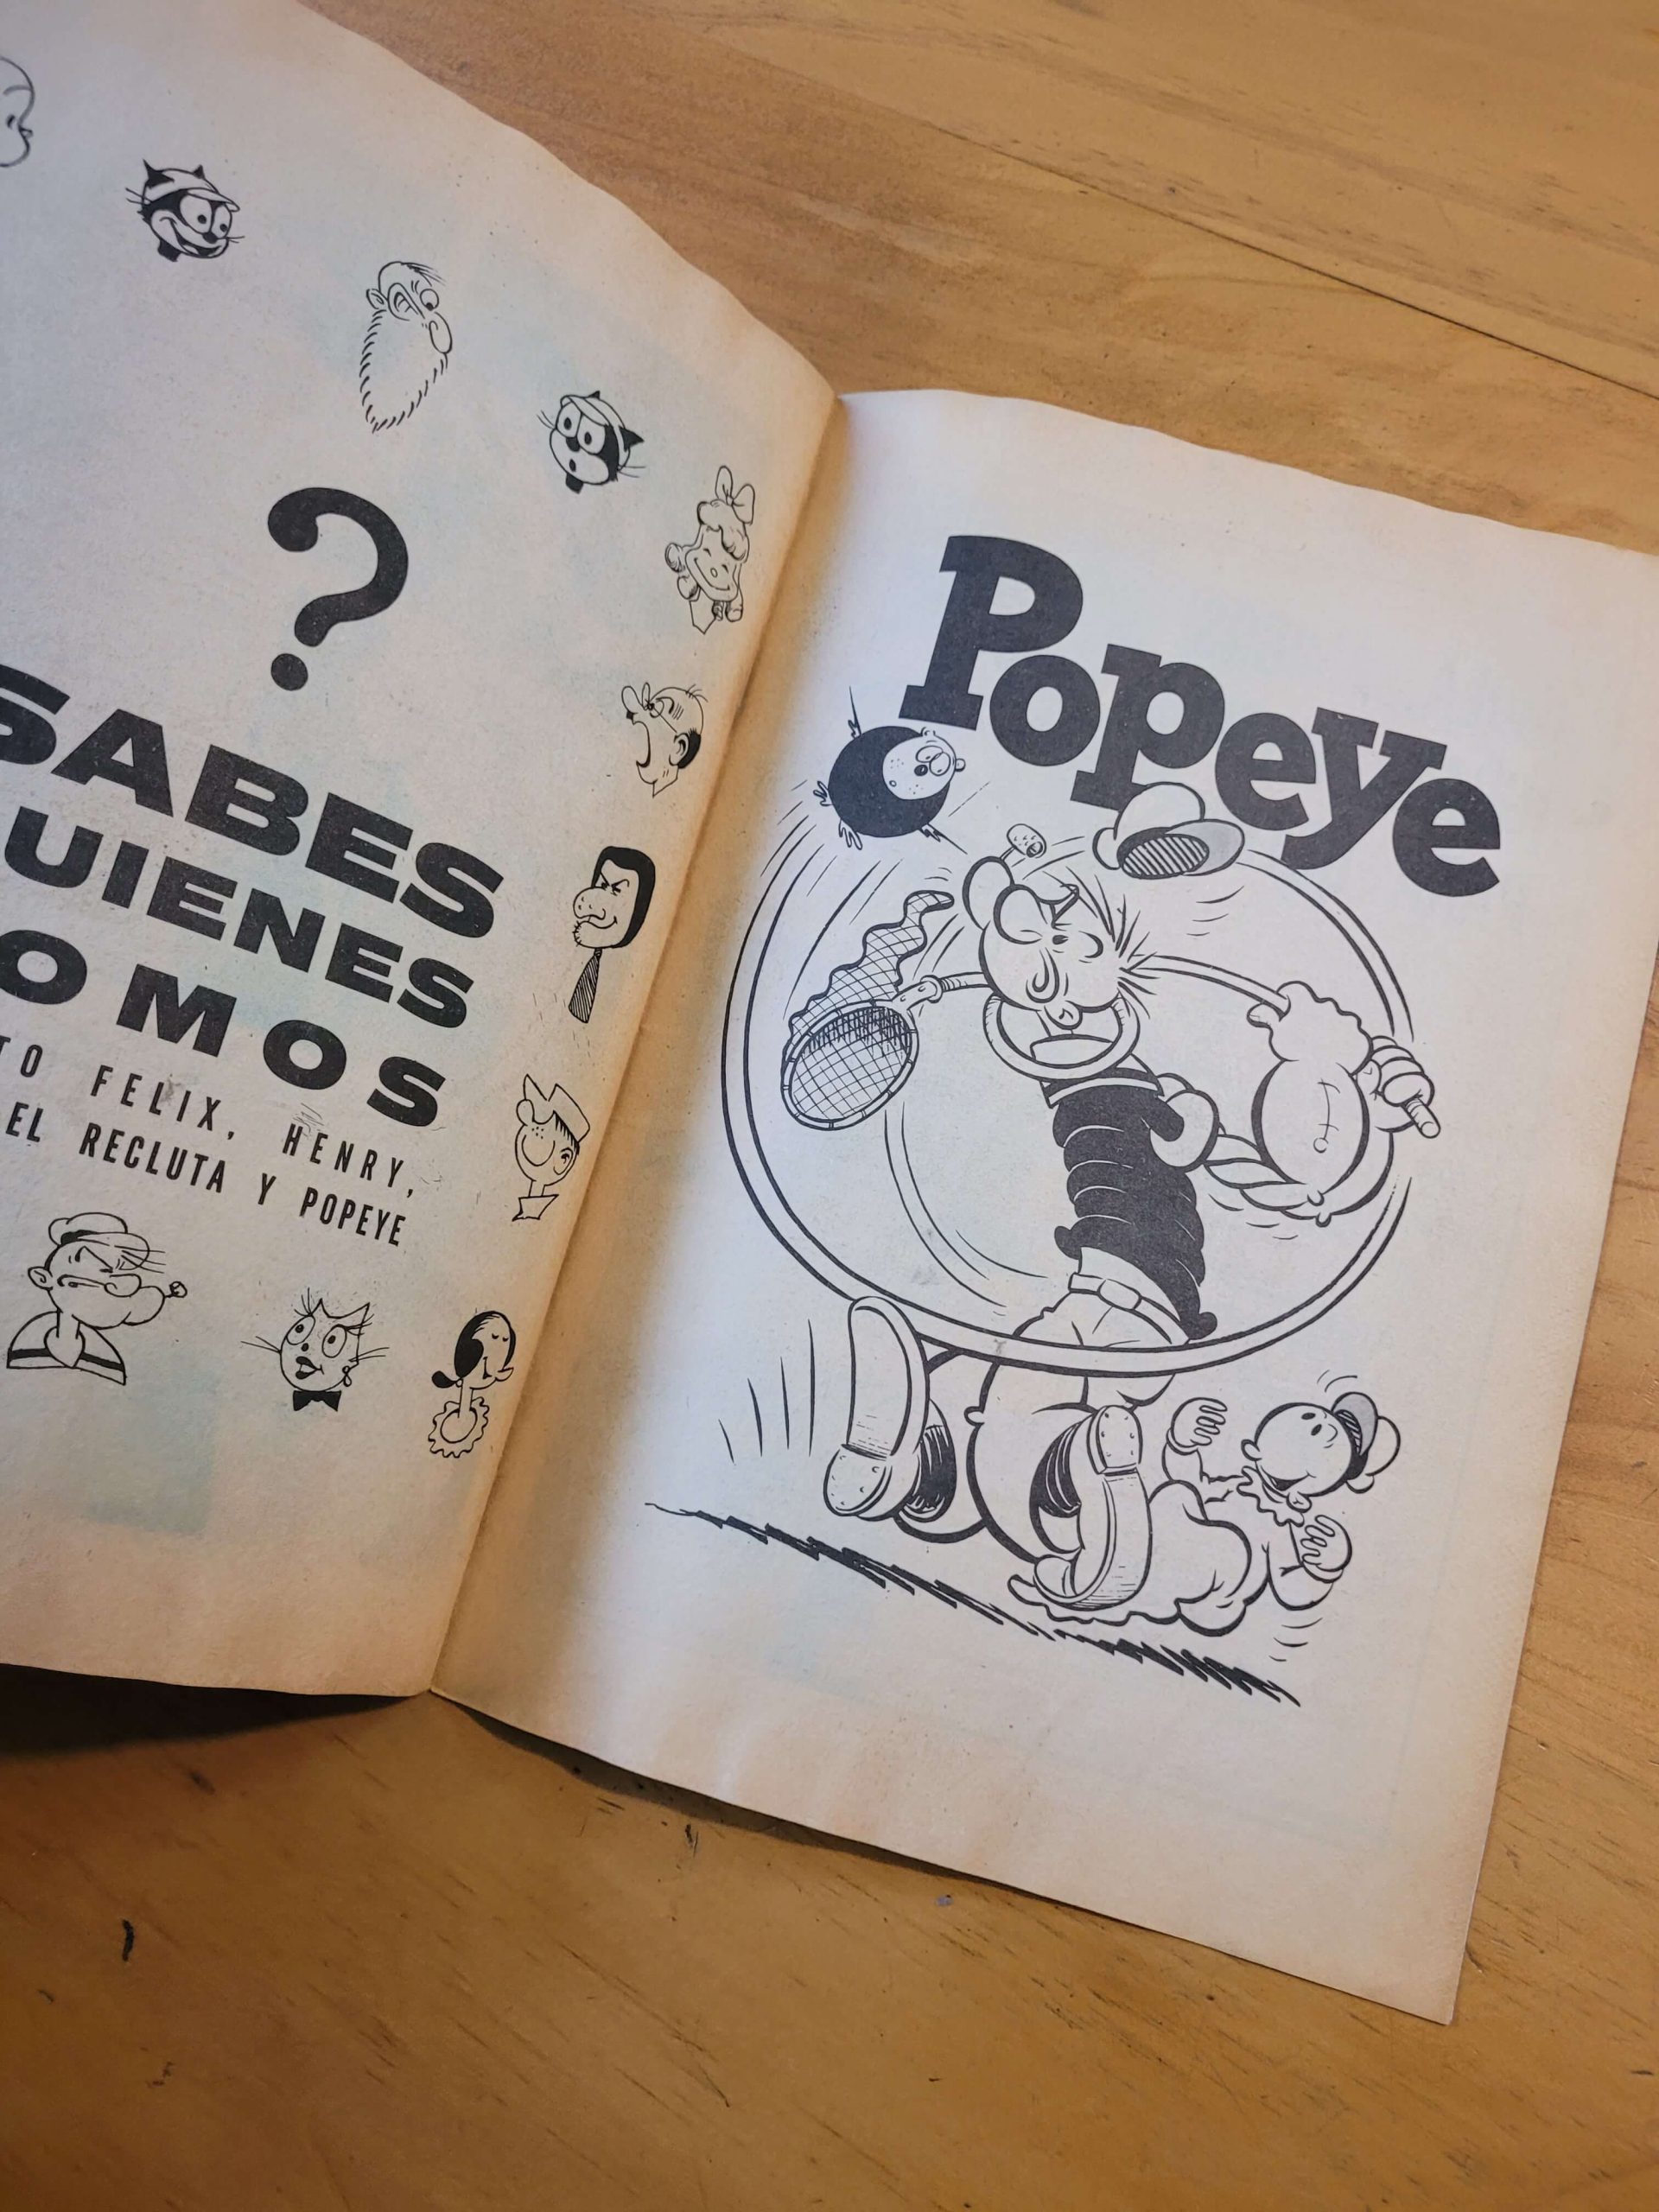 ?
SABES
UIENES
OMOS
TO FELIX, HENRY,
EL RECLUTA Y POPEYE
Popeye